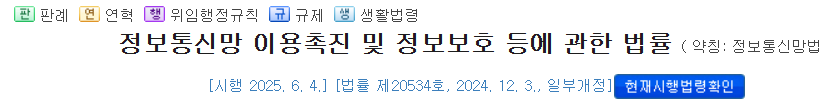 판 판례 연 연혁 행 위임행정규칙 규 규제 생 생활법령
정보통신망 이용촉진 및 정보보호 등에 관한 법률 ( 약칭: 정보통신망법
[시행 2025. 6. 4.] [법률 제20534호, 2024. 12. 3., 일부개정] 현재시행법령확인